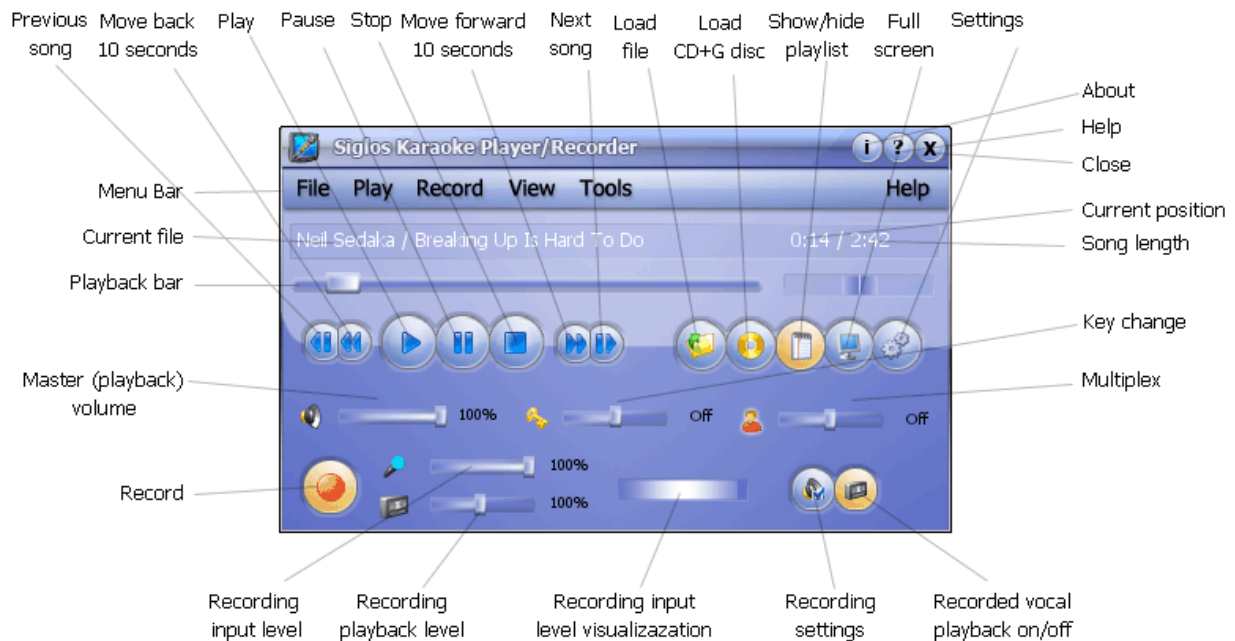 Previous song
Move back 10 seconds
Play
Pause
Stop
Move forward 10 seconds
Next song
Load file
Load CD+G disc
Show/hide playlist
Full screen
Settings
About
Help
Close
Siglos Karaoke Player/Recorder
i ? X
Menu Bar
File Play Record View Tools Help
Current file
Neil Sedaka / Breaking Up Is Hard To Do 0:14 / 2:42
Current position
Song length
Playback bar
Key change
Master (playback) volume
100% Off Off
Multiplex
Record
100%
100%
Recording input level
Recording playback level
Recording input level visualizazation
Recording settings
Recorded vocal playback on/off